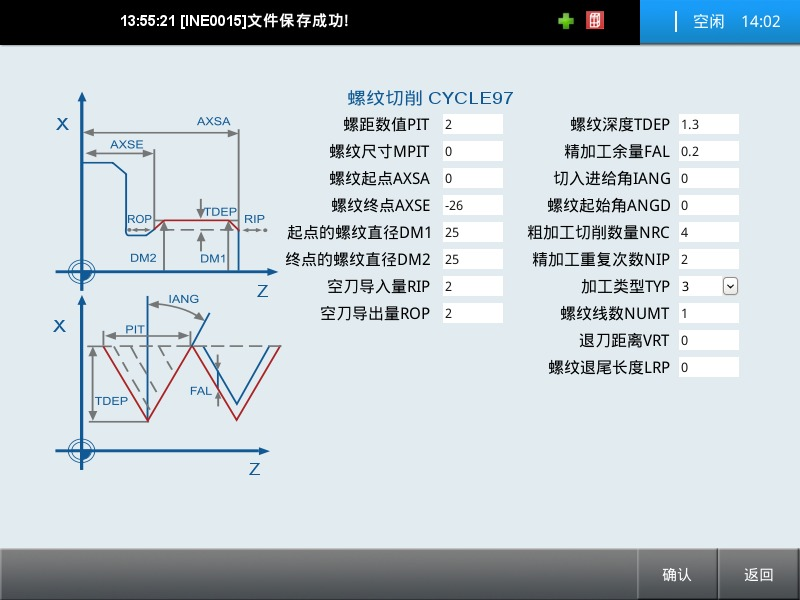 13:55:21 [INE0015]文件保存成功!
空闲 14:02
螺纹切削 CYCLE97
X
AXSA
AXSE
ROP
TDEP
RIP
DM2
DM1
Z
X
IANG
PIT
FAL
TDEP
Z
螺距数值PIT 2
螺纹尺寸MPIT 0
螺纹起点AXSA 0
螺纹终点AXSE -26
起点的螺纹直径DM1 25
终点的螺纹直径DM2 25
空刀导入量RIP 2
空刀导出量ROP 2
螺纹深度TDEP 1.3
精加工余量FAL 0.2
切入进给角IANG 0
螺纹起始角ANGD 0
粗加工切削数量NRC 4
精加工重复次数NIP 2
加工类型TYP 3
螺纹线数NUMT 1
退刀距离VRT 0
螺纹退尾长度LRP 0
确认
返回